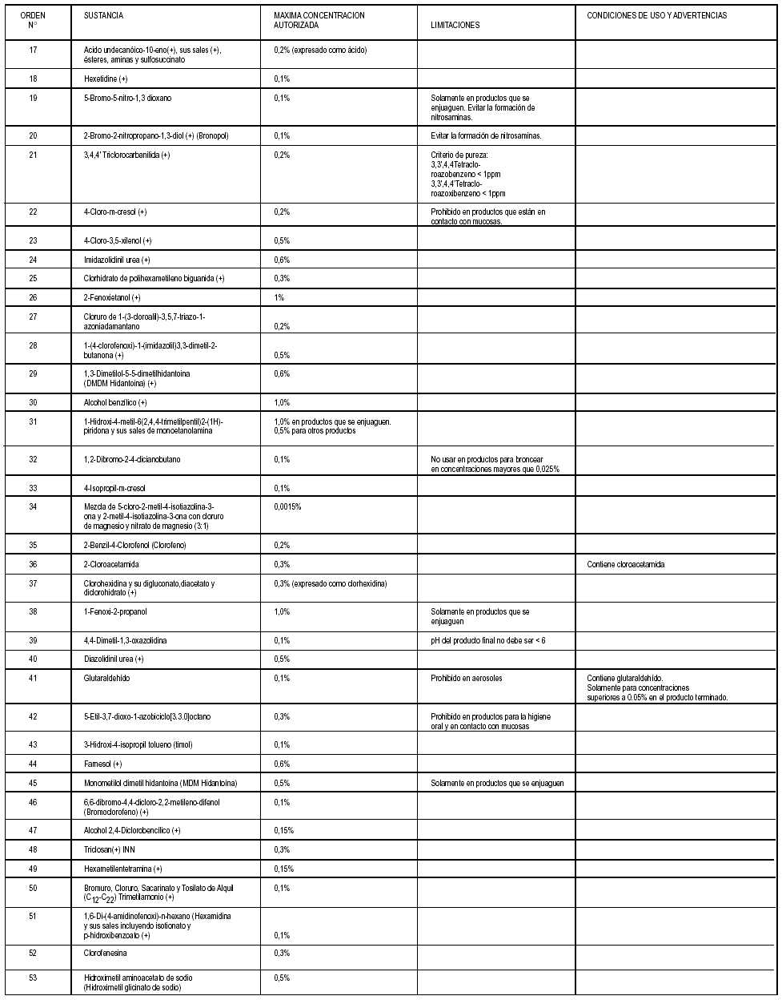 ORDEN N° SUSTANCIA MAXIMA CONCENTRACION AUTORIZADA LIMITACIONES CONDICIONES DE USO Y ADVERTENCIAS
17 Acido undecanóico-10-eno(+), sus sales (+), 0,2% (expresado como ácido)
ésteres, aminas y sulfosuccinato
18 Hexetidine (+) 0,1%
19 5-Bromo-5-nitro-1,3 dioxano 0,1% Solamente en productos que se
enjuaguen. Evitar la formación de
nitrosaminas.
20 2-Bromo-2-nitropropano-1,3-diol (+) (Bronopol) 0,1% Evitar la formación de nitrosaminas.
21 3,4,4' Triclorocarbanilida (+) 0,2% Criterio de pureza:
3,3',4,4'Tetraclo-
roazobenzeno < 1ppm
3,3',4,4'Tetraclo-
roazoxibenzeno < 1ppm
22 4-Cloro-m-cresol (+) 0,2% Prohibido en productos que están en
contacto con mucosas.
23 4-Cloro-3,5-xilenol (+) 0,5%
24 Imidazolidinil urea (+) 0,6%
25 Clorhidrato de polihexametileno biguanida (+) 0,3%
26 2-Fenoxietanol (+) 1%
27 Cloruro de 1-(3-cloroalil)-3,5,7-triazo-1-
azoniadamantano 0,2%
28 1-(4-clorofenoxi)-1-(imidazolil)3,3-dimetil-2-
butanona (+) 0,5%
29 1,3-Dimetilol-5-5-dimetilhidantoina 0,6%
(DMDM Hidantoina) (+)
30 Alcohol benzílico (+) 1,0%
31 1-Hidroxi-4-metil-6(2,4,4-trimetilpentil)2-(1H)- 1,0% en productos que se enjuaguen.
piridona y sus sales de monoetanolamina 0,5% para otros productos
32 1,2-Dibromo-2-4-dicianobutano 0,1% No usar en productos para broncear
en concentraciones mayores que 0,025%
33 4-Isopropil-m-cresol 0,1%
34 Mezcla de 5-cloro-2-metil-4-isotiazolina-3- 0,0015%
ona y 2-metil-4-isotiazolina-3-ona con cloruro
de magnesio y nitrato de magnesio (3:1)
35 2-Benzil-4-Clorofenol (Clorofeno) 0,2%
36 2-Cloroacetamida 0,3% Contiene cloroacetamida
37 Clorohexidina y su digluconato,diacetato y 0,3% (expresado como clorhexidina)
diclorohidrato (+)
38 1-Fenoxi-2-propanol 1,0% Solamente en productos que se
enjuaguen
39 4,4-Dimetil-1,3-oxazolidina 0,1% pH del producto final no debe ser < 6
40 Diazolidinil urea (+) 0,5%
41 Glutaraldehído 0,1% Prohibido en aerosoles Contiene glutaraldehído.
Solamente para concentraciones
superiores a 0.05% en el producto terminado.
42 5-Etil-3,7-dioxo-1-azobiciclo[3.3.0]octano 0,3% Prohibido en productos para la higiene
oral y en contacto con mucosas
43 3-Hidroxi-4-isopropil tolueno (timol) 0,1%
44 Farnesol (+) 0,6%
45 Monometilol dimetil hidantoína (MDM Hidantoína) 0,5% Solamente en productos que se enjuaguen
46 6,6-dibromo-4,4-dicloro-2,2-metileno-difenol 0,1%
(Bromoclorofeno) (+)
47 Alcohol 2,4-Diclorobencílico (+) 0,15%
48 Triclosan(+) INN 0,3%
49 Hexametilentetramina (+) 0,15%
50 Bromuro, Cloruro, Sacarinato y Tosilato de Alquil 0,1%
(C12-C22) Trimetilamonio (+)
51 1,6-Di-(4-amidinofenoxi)-n-hexano (Hexamidina
y sus sales incluyendo isotionato y
p-hidroxibenzoato (+) 0,1%
52 Clorofenesina 0,3%
53 Hidroximetil aminoacetato de sodio 0,5%
(Hidroximetil glicinato de sodio)